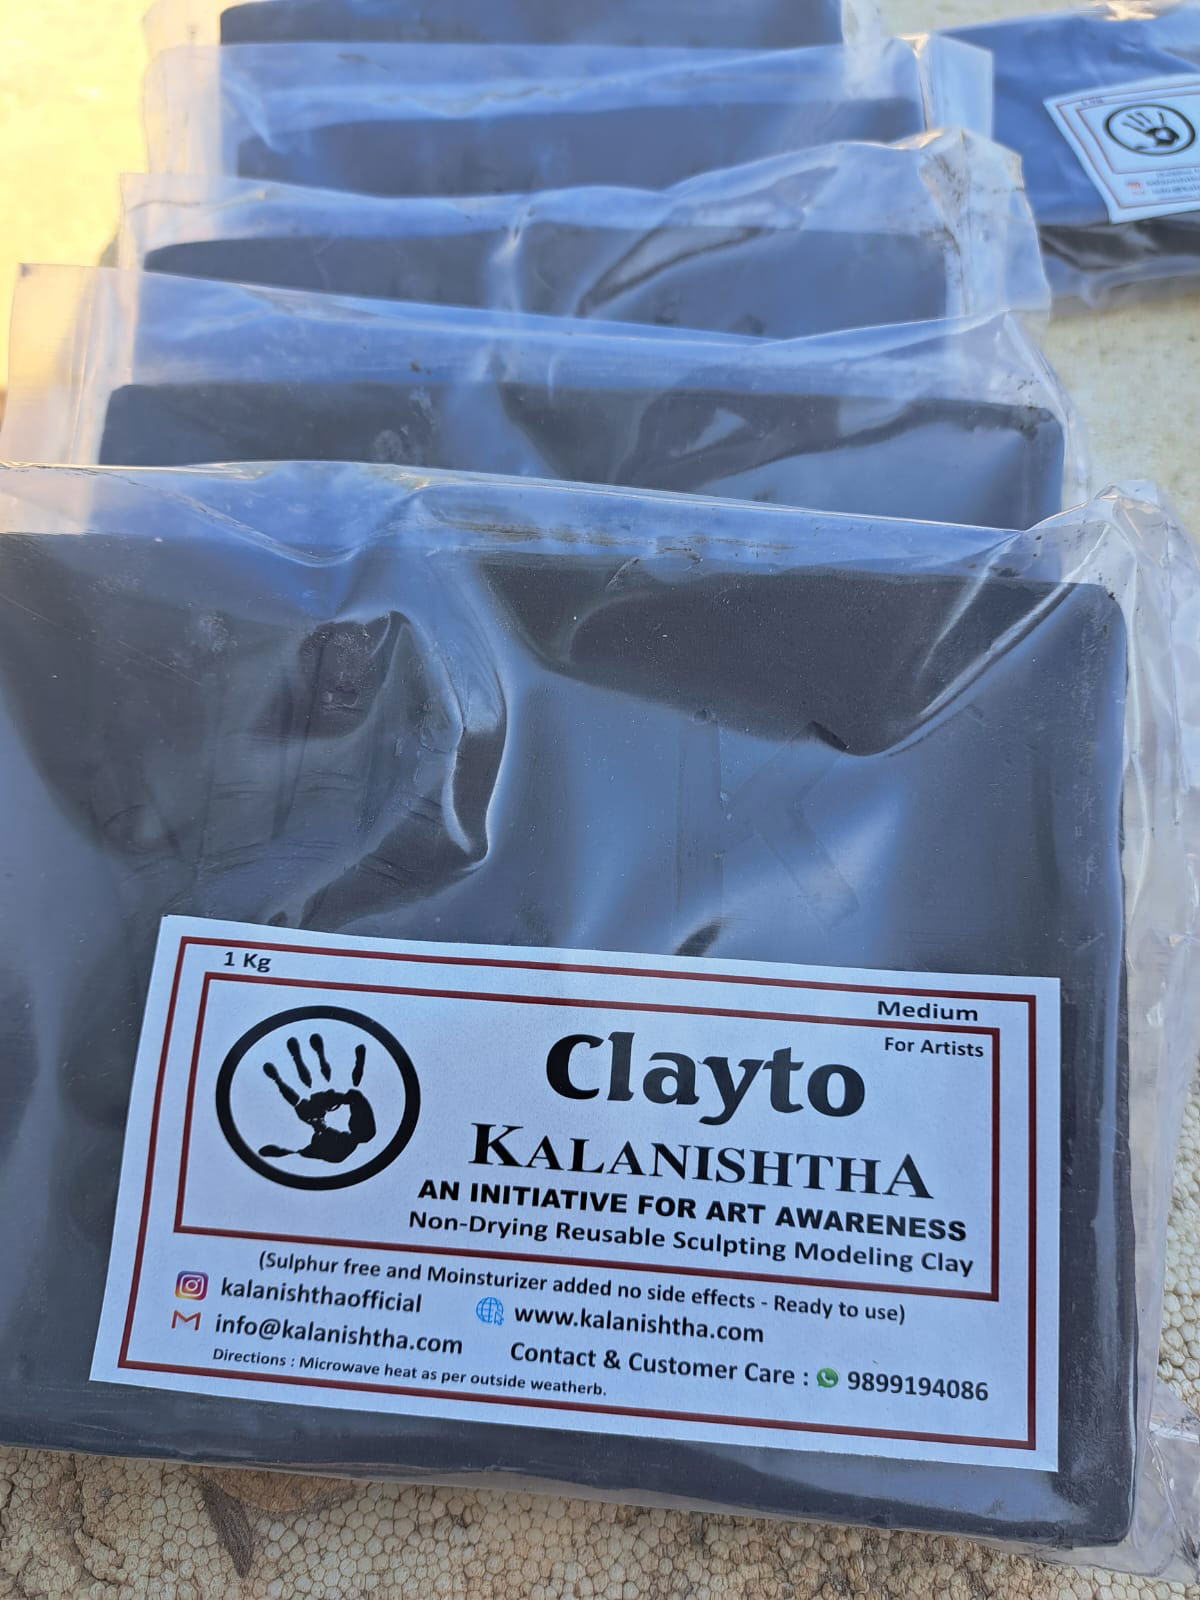 1 Kg
Medium
For Artists
Clayto
KALANISHTHA
AN INITIATIVE FOR ART AWARENESS
Non-Drying Reusable Sculpting Modeling Clay
(Sulphur free and Moinsturizer added no side effects - Ready to use)
kalanishthaofficial
www.kalanishtha.com
info@kalanishtha.com
Contact & Customer Care : 9899194086
Directions : Microwave heat as per outside weatherb.